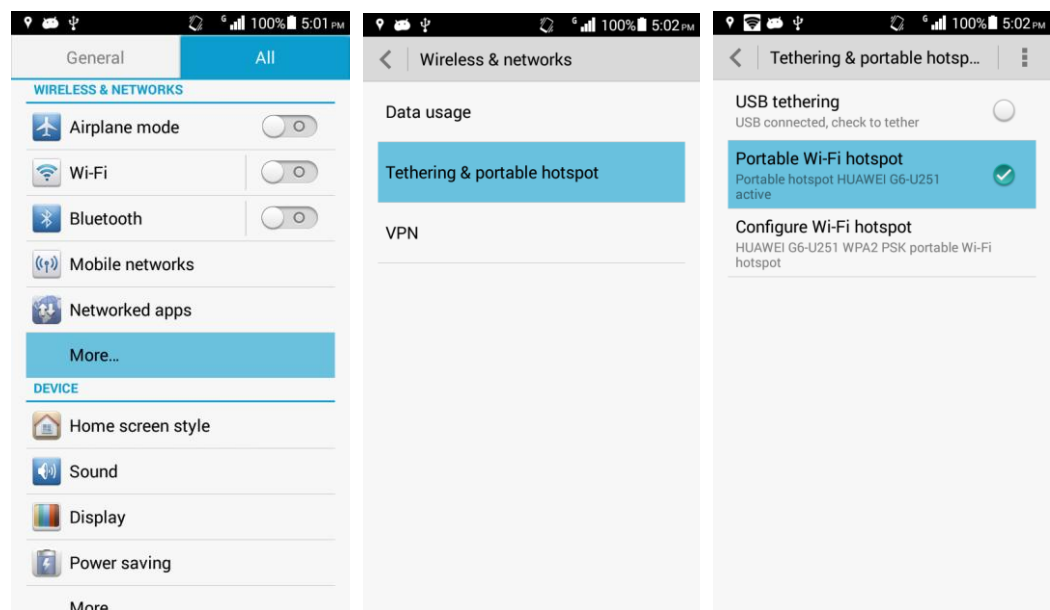 G 100% 5:01 PM
General
All
WIRELESS & NETWORKS
Airplane mode
Wi-Fi
Bluetooth
Mobile networks
Networked apps
More...
DEVICE
Home screen style
Sound
Display
Power saving
More
G 100% 5:02 PM
Wireless & networks
Data usage
Tethering & portable hotspot
VPN
G 100% 5:02 PM
Tethering & portable hotsp...
USB tethering
USB connected, check to tether
Portable Wi-Fi hotspot
Portable hotspot HUAWEI G6-U251
active
Configure Wi-Fi hotspot
HUAWEI G6-U251 WPA2 PSK portable Wi-Fi
hotspot